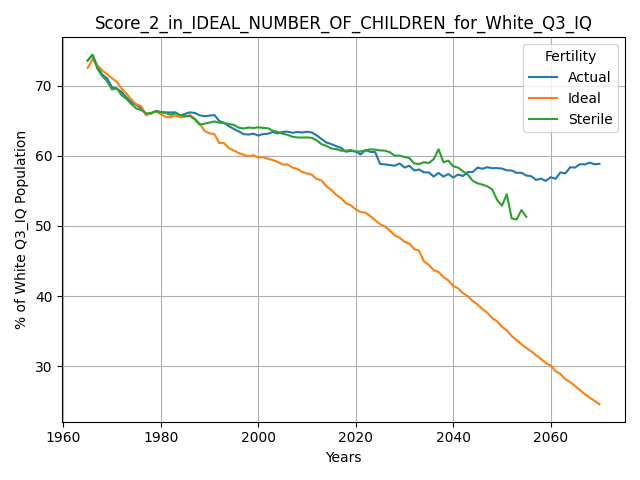 Score_2_in_IDEAL_NUMBER_OF_CHILDREN_for_White_Q3_IQ
Fertility
Actual
Ideal
Sterile
% of White Q3_IQ Population
70
60
50
40
30
1960
1980
2000
2020
2040
2060
Years